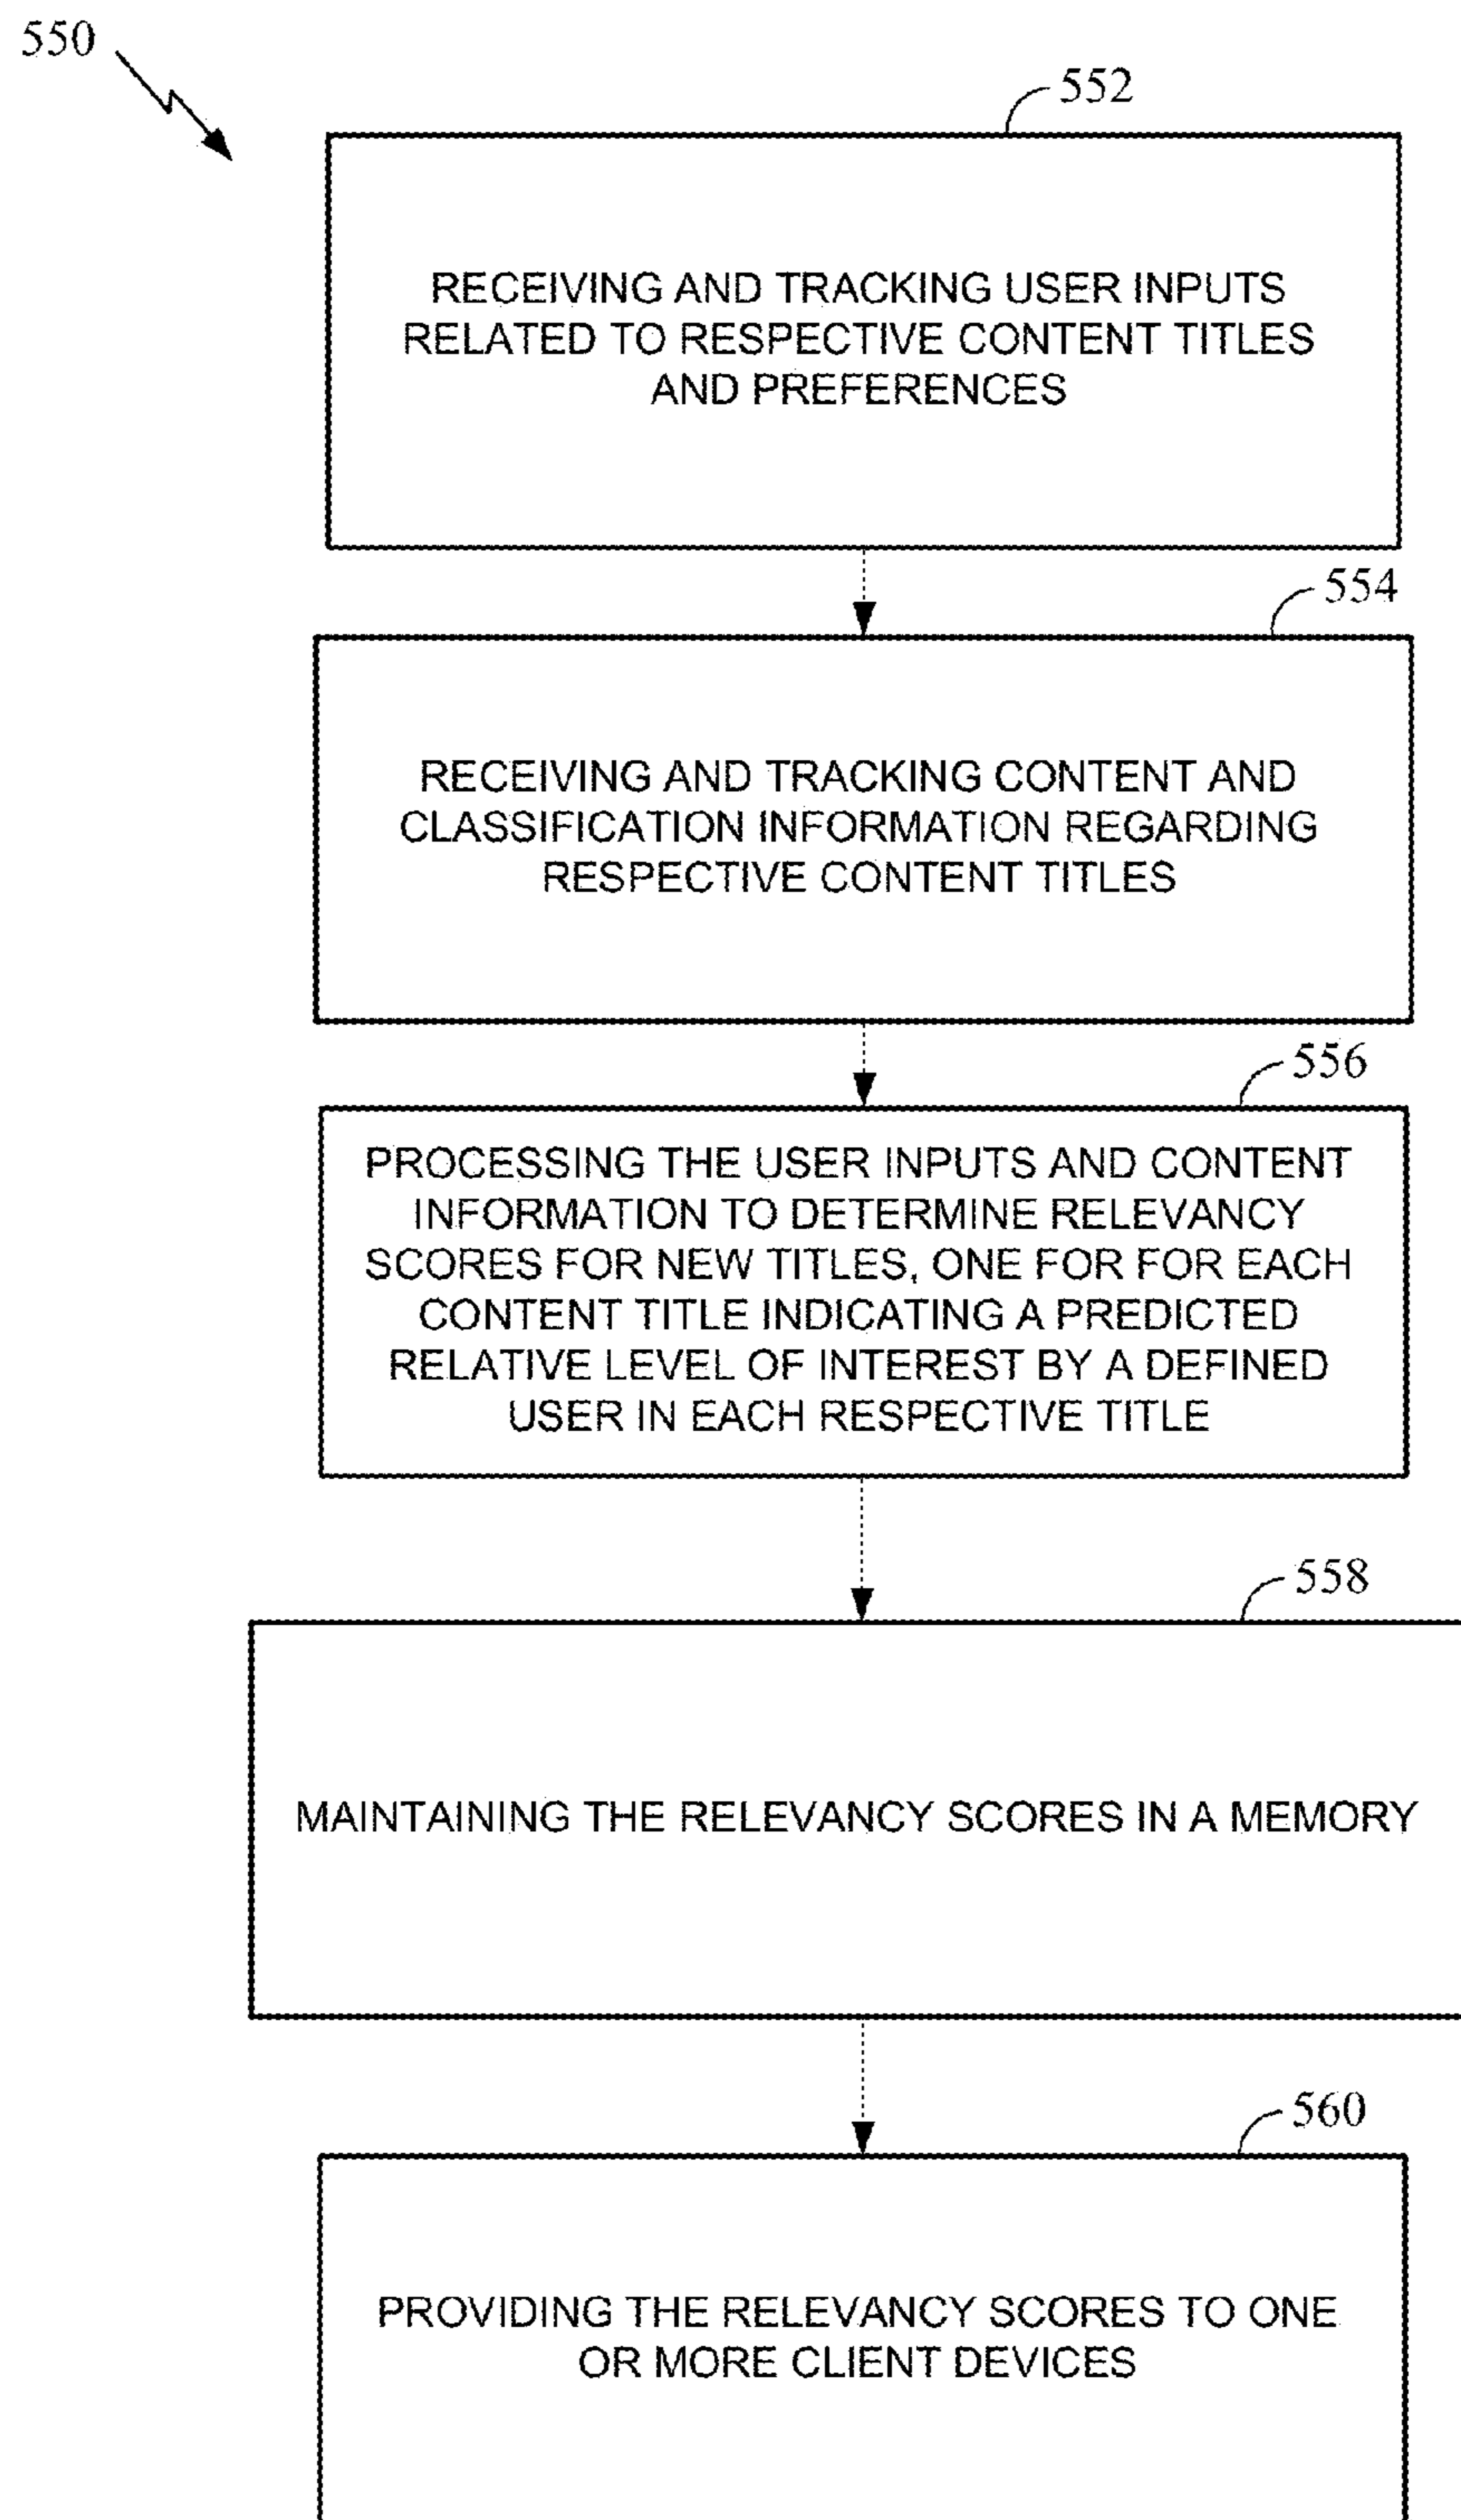 550
552
RECEIVING AND TRACKING USER INPUTS
RELATED TO RESPECTIVE CONTENT TITLES
AND PREFERENCES
554
RECEIVING AND TRACKING CONTENT AND
CLASSIFICATION INFORMATION REGARDING
RESPECTIVE CONTENT TITLES
556
PROCESSING THE USER INPUTS AND CONTENT
INFORMATION TO DETERMINE RELEVANCY
SCORES FOR NEW TITLES, ONE FOR FOR EACH
CONTENT TITLE INDICATING A PREDICTED
RELATIVE LEVEL OF INTEREST BY A DEFINED
USER IN EACH RESPECTIVE TITLE
558
MAINTAINING THE RELEVANCY SCORES IN A MEMORY
560
PROVIDING THE RELEVANCY SCORES TO ONE
OR MORE CLIENT DEVICES